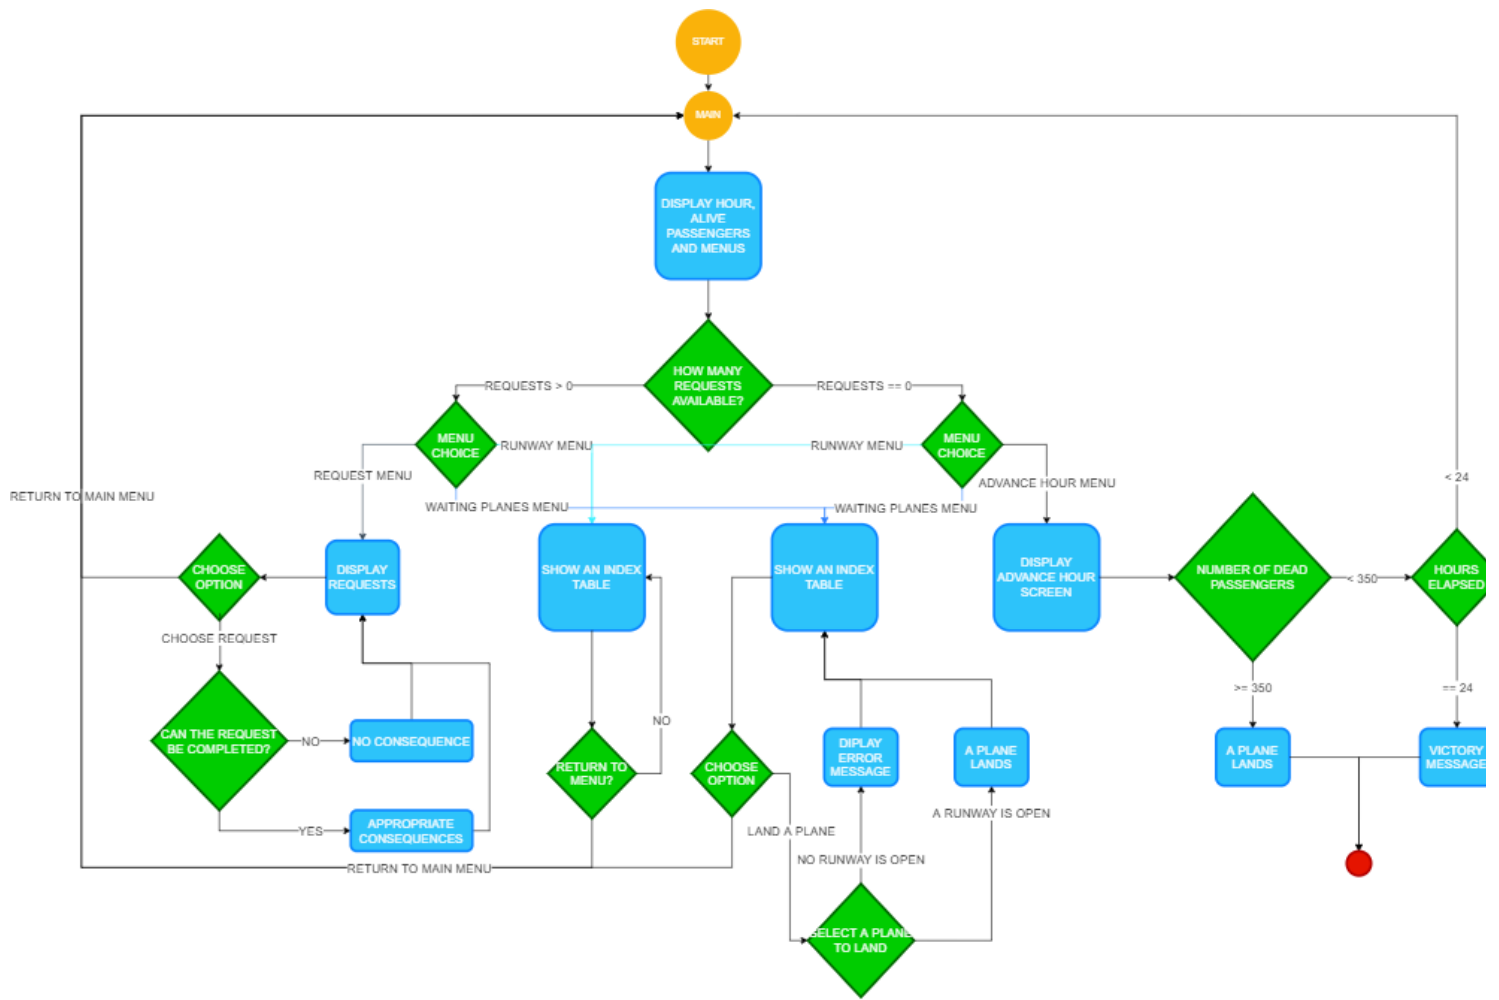 START
MAIN
DISPLAY HOUR,
ALIVE
PASSENGERS
AND MENUS
HOW MANY
REQUESTS
AVAILABLE?
REQUESTS > 0
REQUESTS == 0
MENU
CHOICE
RUNWAY MENU
RUNWAY MENU
MENU
CHOICE
REQUEST MENU
ADVANCE HOUR MENU
< 24
RETURN TO MAIN MENU
WAITING PLANES MENU
WAITING PLANES MENU
CHOOSE
OPTION
DISPLAY
REQUESTS
SHOW AN INDEX
TABLE
SHOW AN INDEX
TABLE
DISPLAY
ADVANCE HOUR
SCREEN
NUMBER OF DEAD
PASSENGERS
< 350
HOURS
ELAPSED
CHOOSE REQUEST
>= 350
== 24
NO
CAN THE REQUEST
BE COMPLETED?
NO
NO CONSEQUENCE
RETURN TO
MENU?
CHOOSE
OPTION
DIPLAY
ERROR
MESSAGE
A PLANE
LANDS
A PLANE
LANDS
VICTORY
MESSAGE
A RUNWAY IS OPEN
YES
APPROPRIATE
CONSEQUENCES
LAND A PLANE
NO RUNWAY IS OPEN
RETURN TO MAIN MENU
SELECT A PLANE
TO LAND